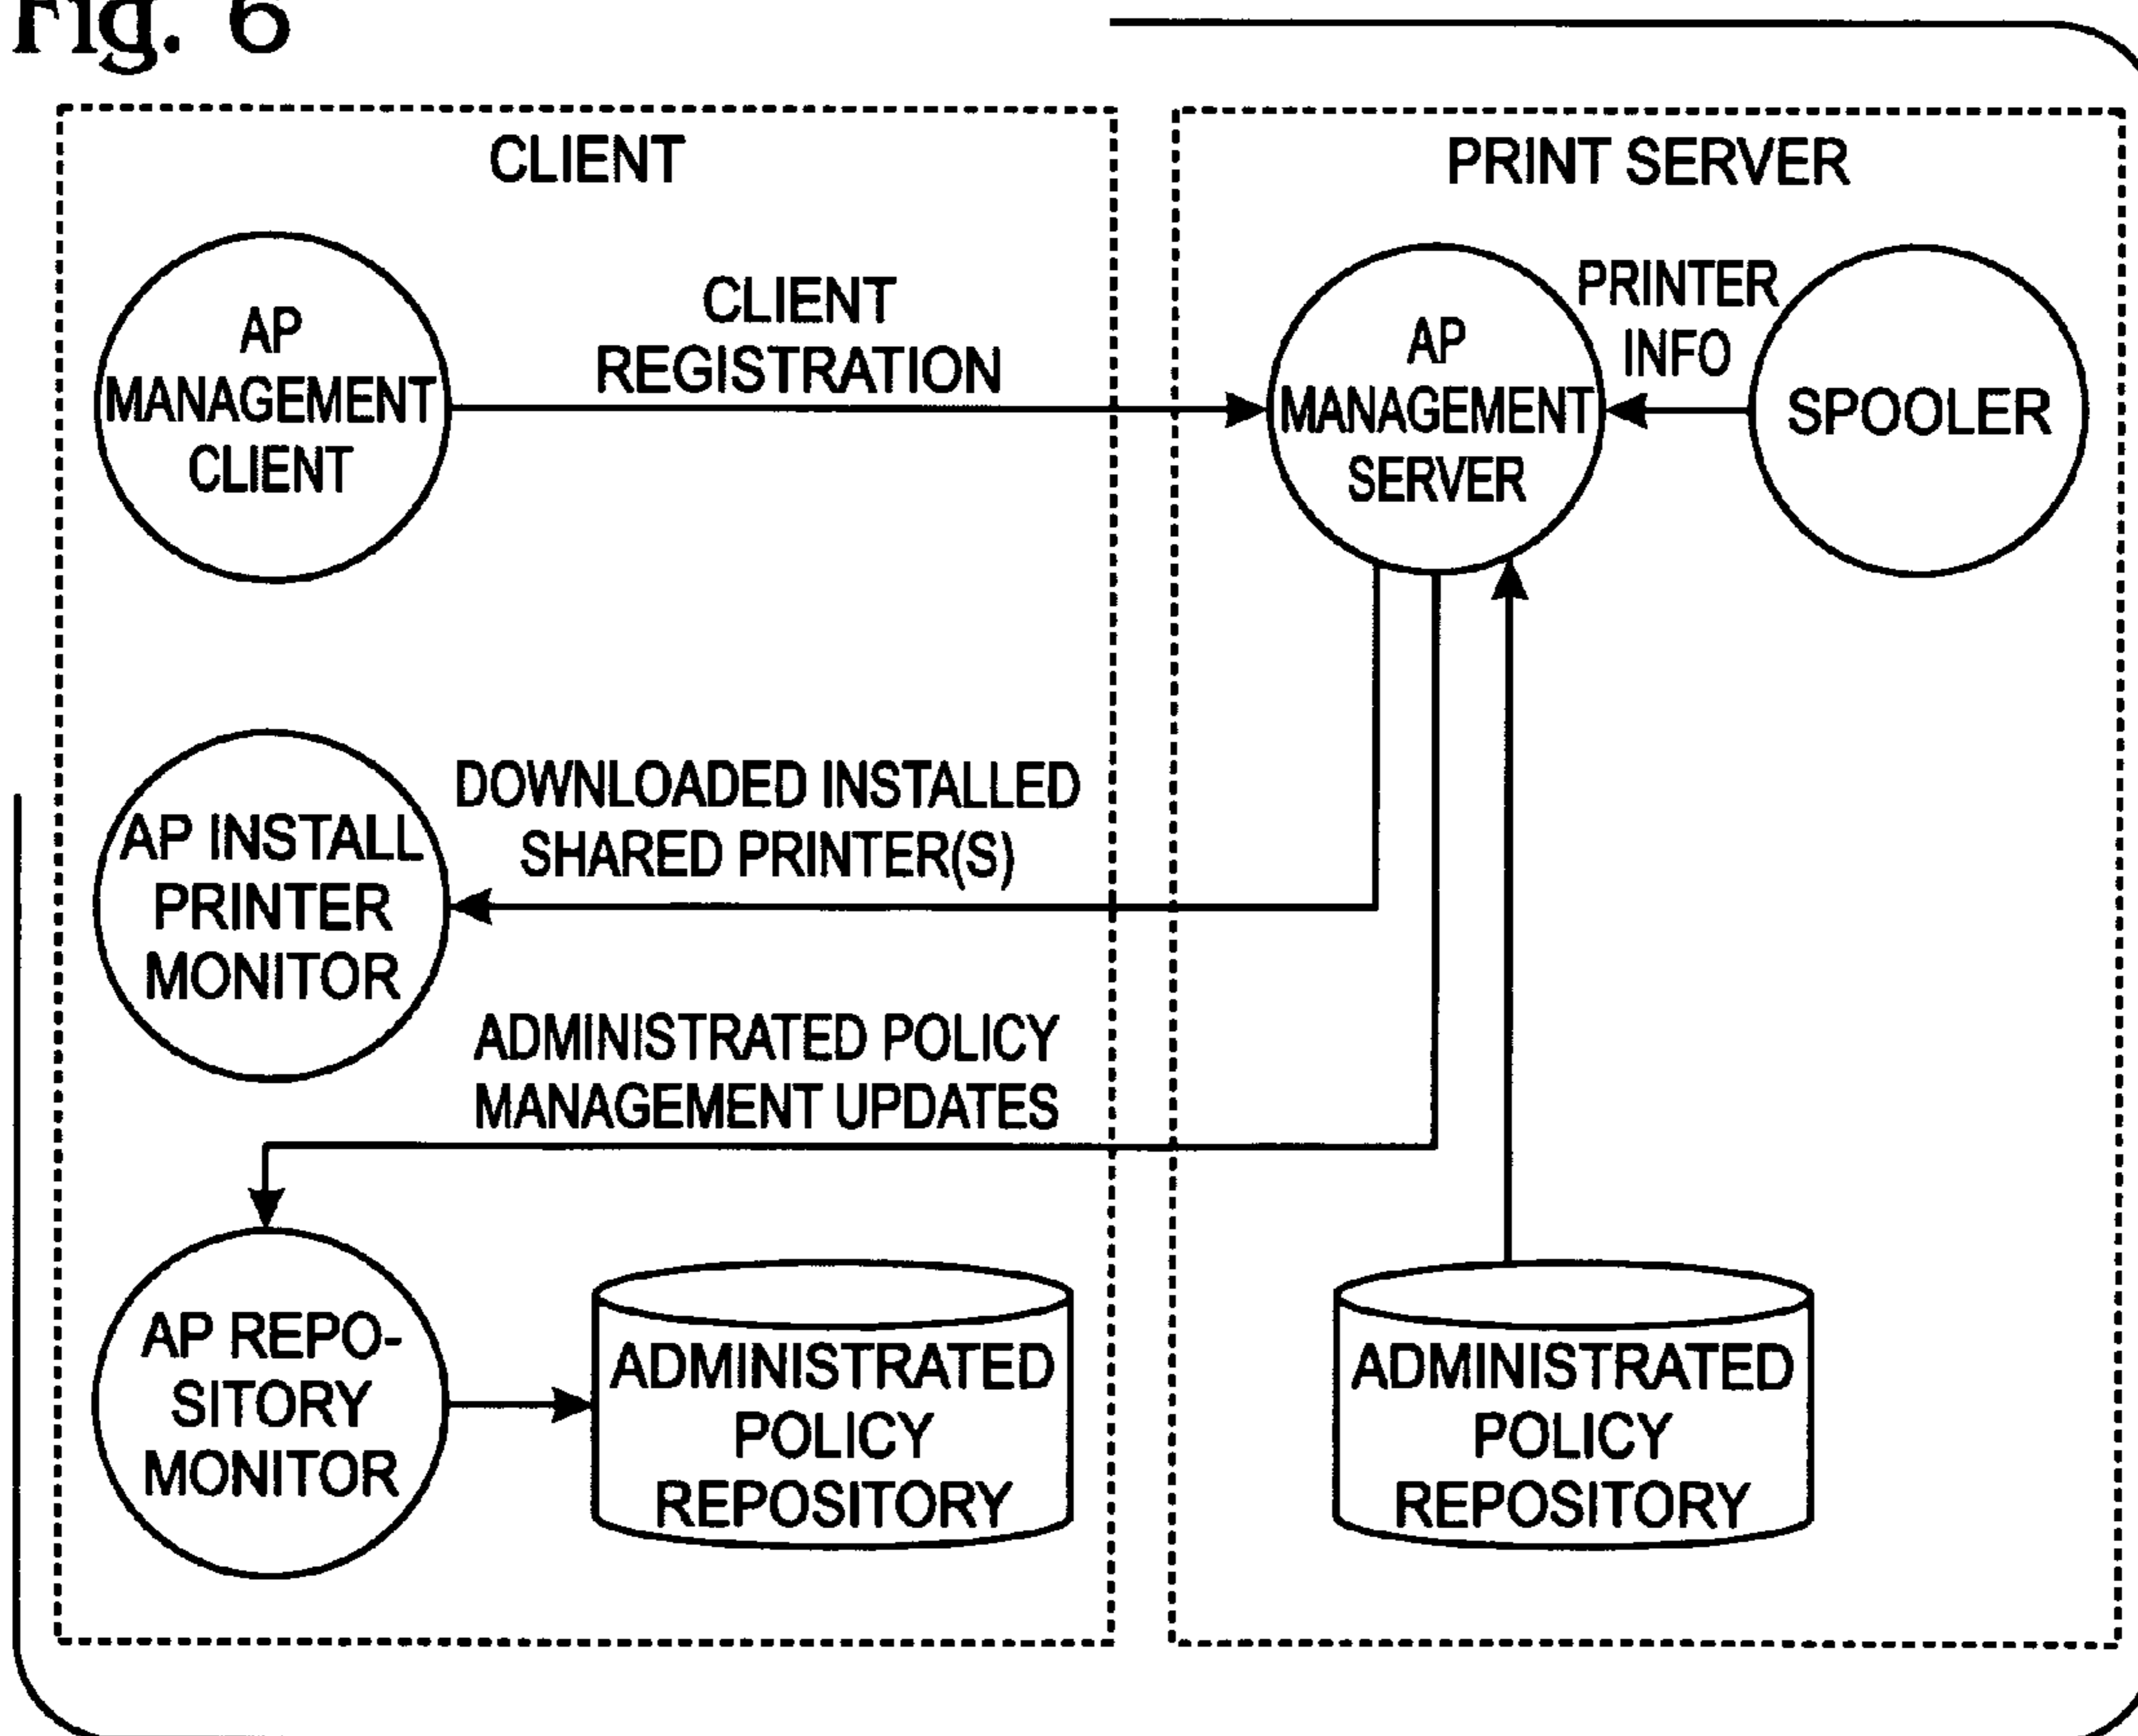 Fig. 6
CLIENT
PRINT SERVER
AP
MANAGEMENT
CLIENT
CLIENT
REGISTRATION
AP
MANAGEMENT
SERVER
PRINTER
INFO
SPOOLER
AP INSTALL
PRINTER
MONITOR
DOWNLOADED INSTALLED
SHARED PRINTER(S)
ADMINISTRATED POLICY
MANAGEMENT UPDATES
AP REPO-
SITORY
MONITOR
ADMINISTRATED
POLICY
REPOSITORY
ADMINISTRATED
POLICY
REPOSITORY